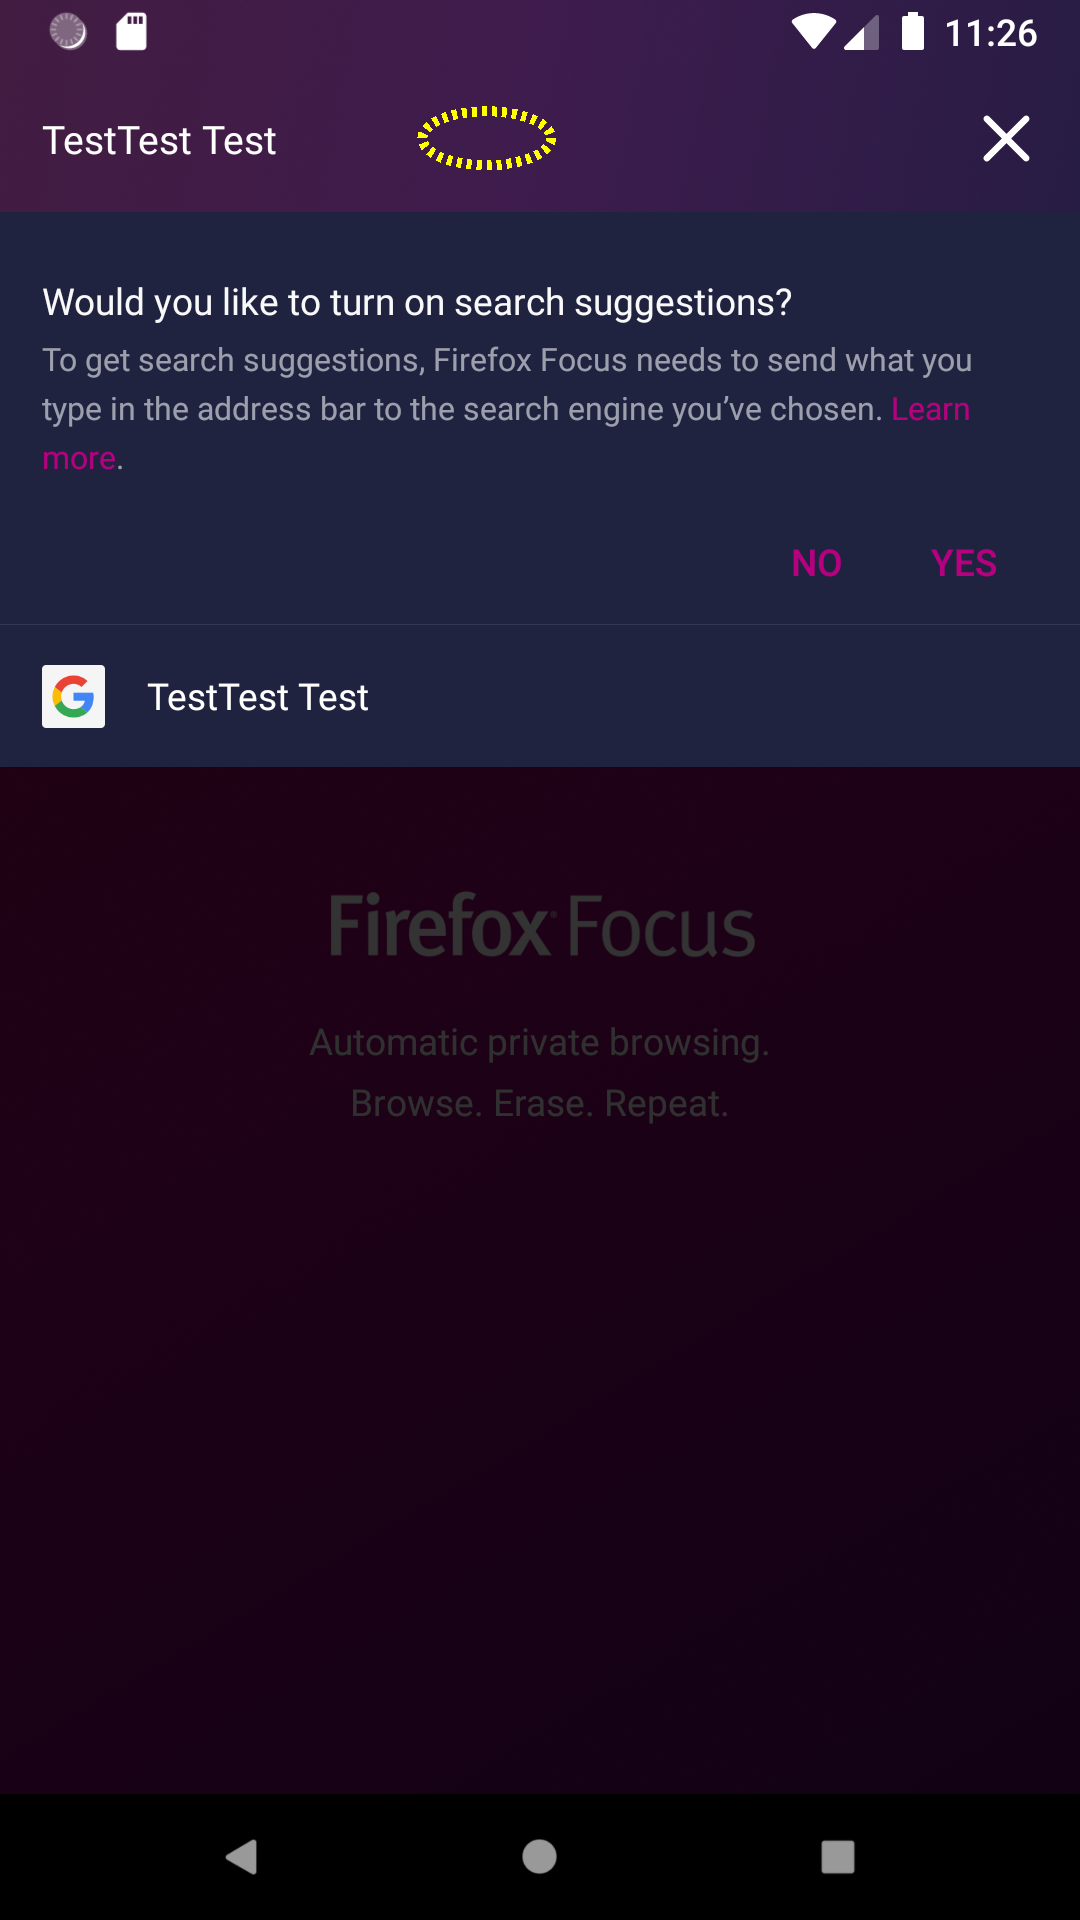 11:26
TestTest Test
Would you like to turn on search suggestions?
To get search suggestions, Firefox Focus needs to send what you
type in the address bar to the search engine you’ve chosen. Learn
more.
NO YES
TestTest Test
Firefox Focus
Automatic private browsing.
Browse. Erase. Repeat.